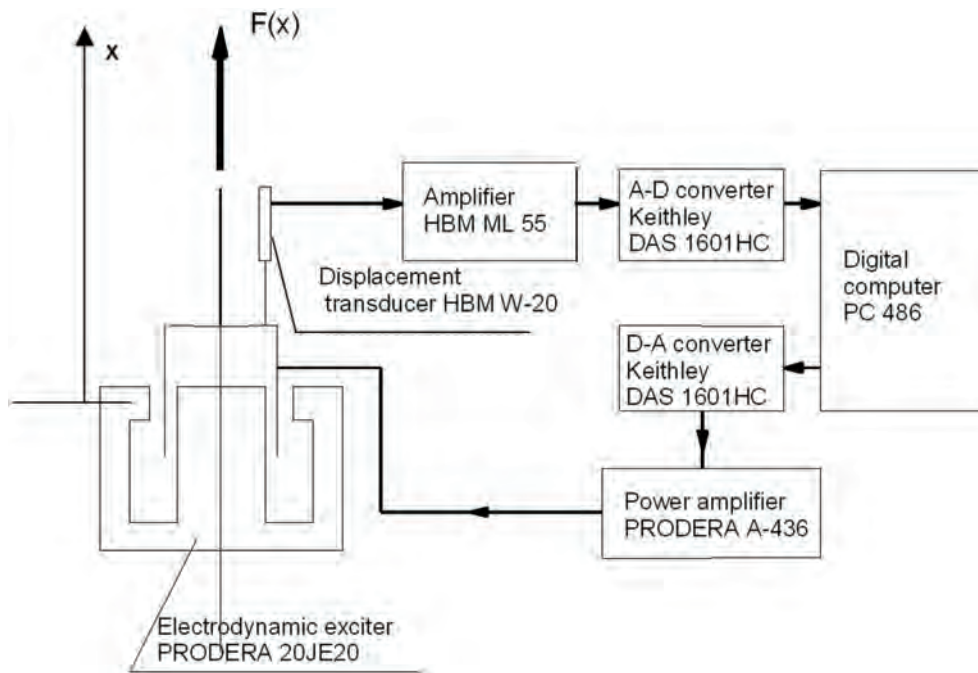 F(x)
x
Amplifier
HBM ML 55
A-D converter
Keithley
DAS 1601HC
Digital
computer
PC 486
Displacement
transducer HBM W-20
D-A converter
Keithley
DAS 1601HC
Power amplifier
PRODERA A-436
Electrodynamic exciter
PRODERA 20JE20